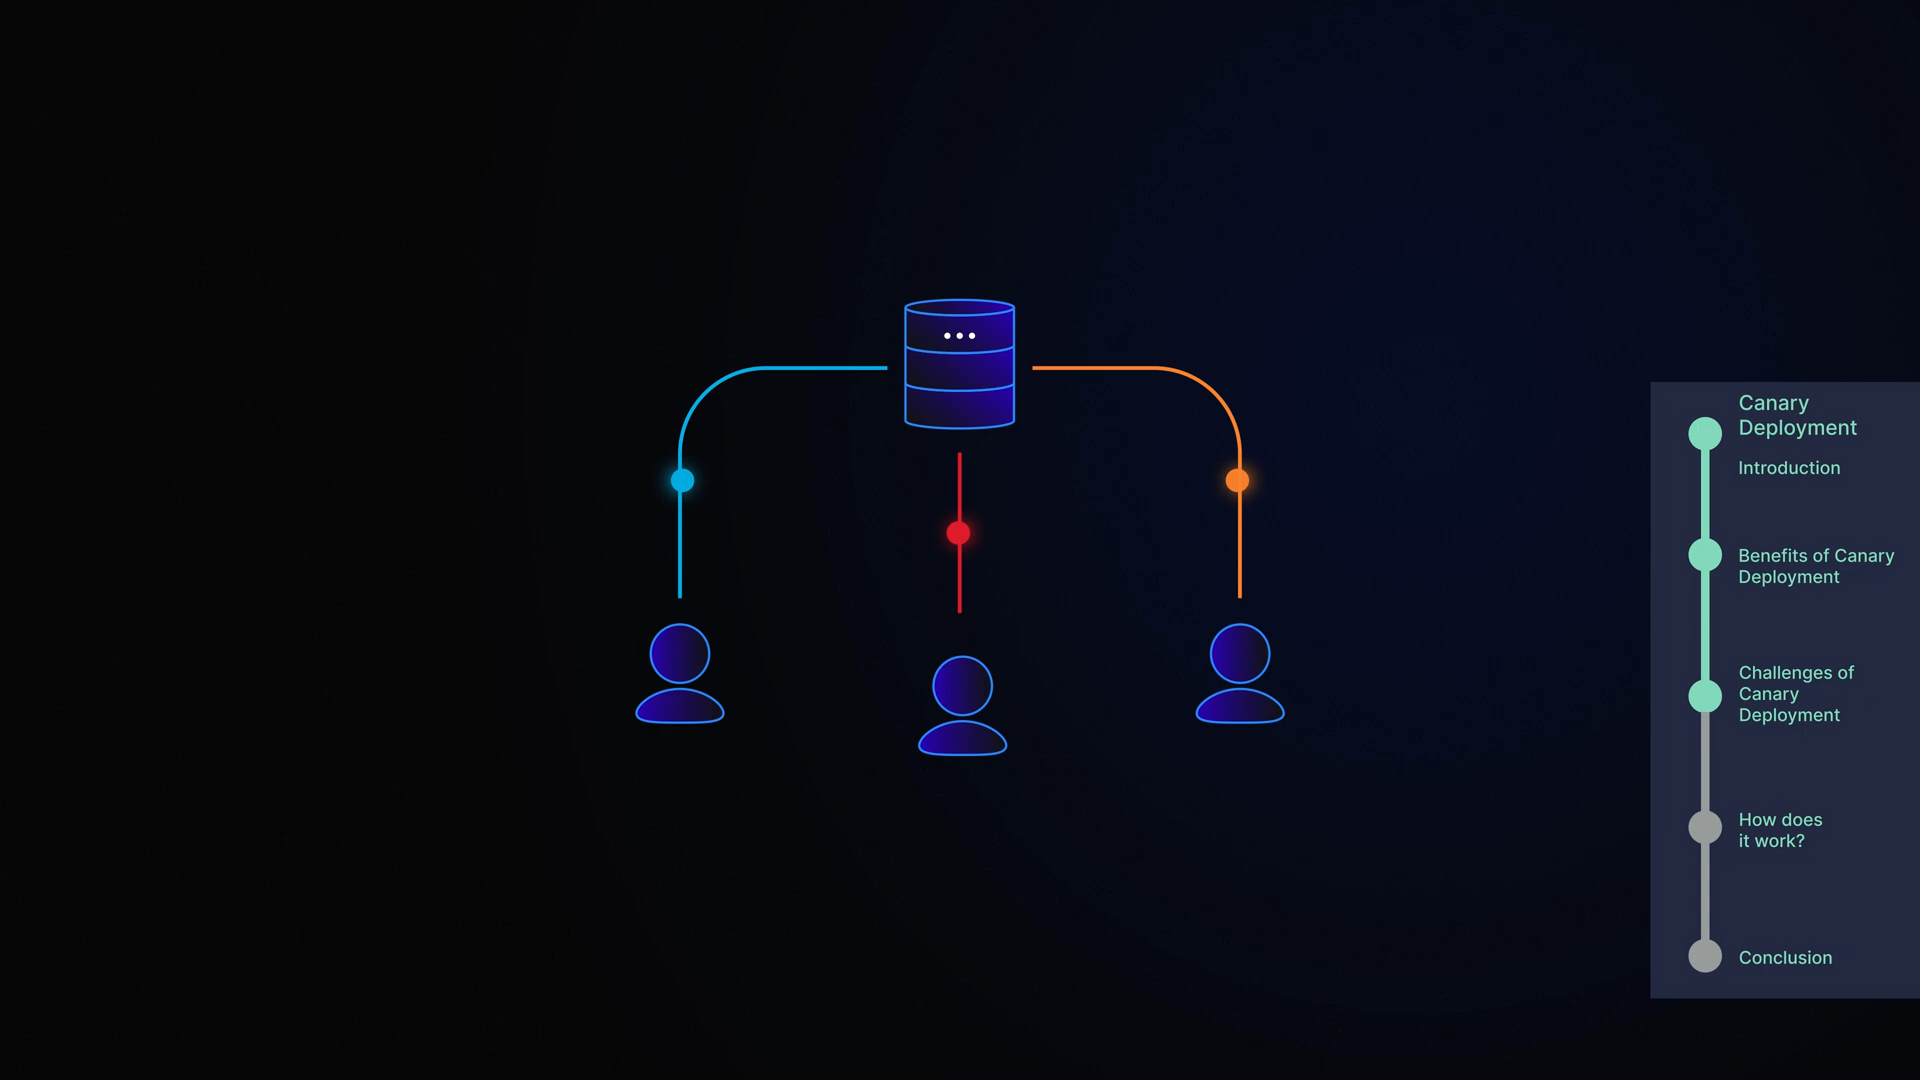 Canary
Deployment
Introduction
Benefits of Canary
Deployment
Challenges of
Canary
Deployment
How does
it work?
Conclusion